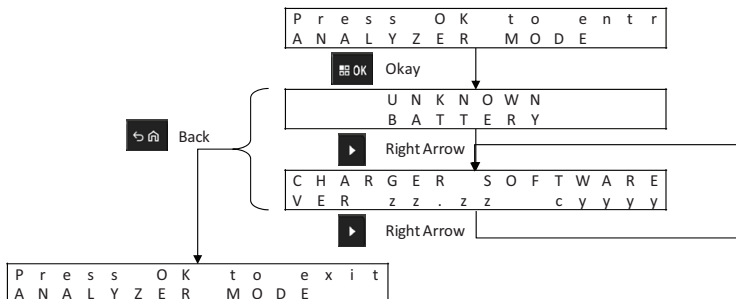 Press OK to entr
ANALYZER MODE
OK Okay
UNKNOWN
BATTERY
Back
Right Arrow
CHARGER SOFTWARE
VER zz.zz cyyyy
Right Arrow
Press OK to exit
ANALYZER MODE